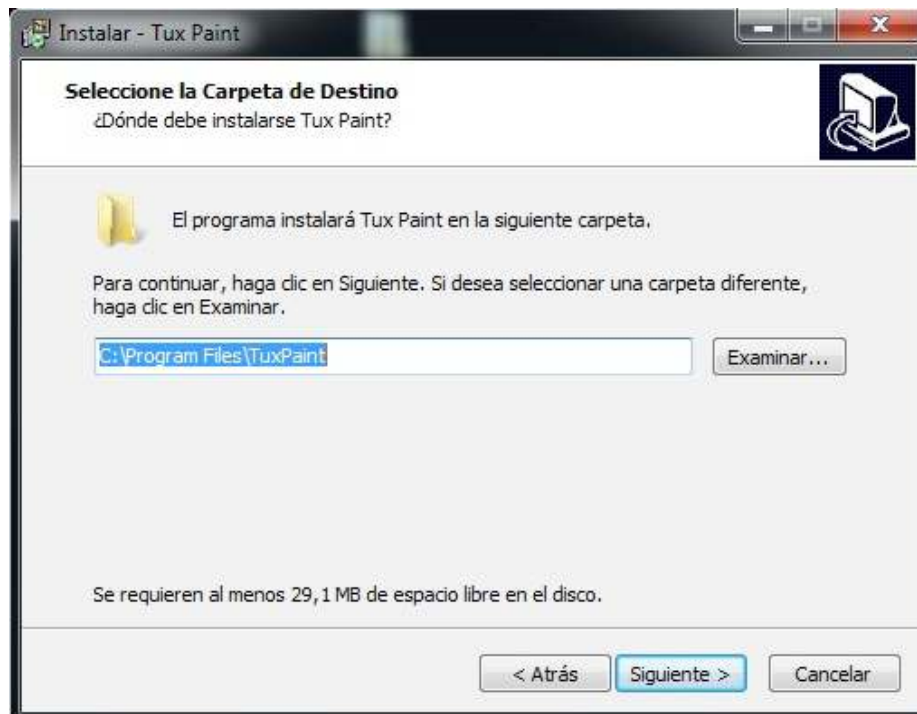 Instalar - Tux Paint
Seleccione la Carpeta de Destino
¿Dónde debe instalarse Tux Paint?
El programa instalará Tux Paint en la siguiente carpeta.
Para continuar, haga clic en Siguiente. Si desea seleccionar una carpeta diferente,
haga clic en Examinar.
C:\Program Files\TuxPaint
Examinar...
Se requieren al menos 29,1 MB de espacio libre en el disco.
< Atrás
Siguiente >
Cancelar